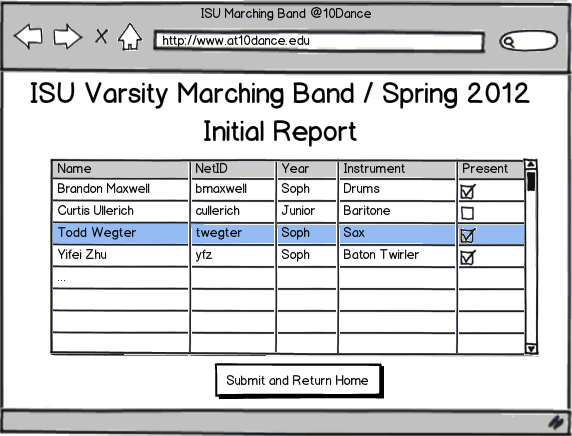 ISU Marching Band @10Dance
http://www.at10dance.edu
ISU Varsity Marching Band / Spring 2012
Initial Report
Name NetID Year Instrument Present
Brandon Maxwell bmaxwell Soph Drums
Curtis Ullerich cullerich Junior Baritone
Todd Wegter twegter Soph Sax
Yifei Zhu yfz Soph Baton Twirler
...
Submit and Return Home